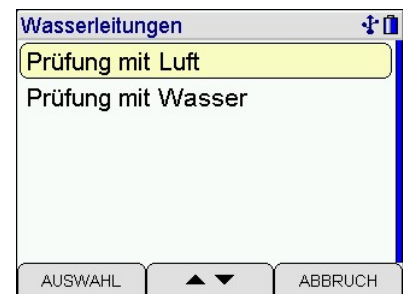 Wasserleitungen
Prüfung mit Luft
Prüfung mit Wasser
AUSWAHL ▲ ▼ ABBRUCH